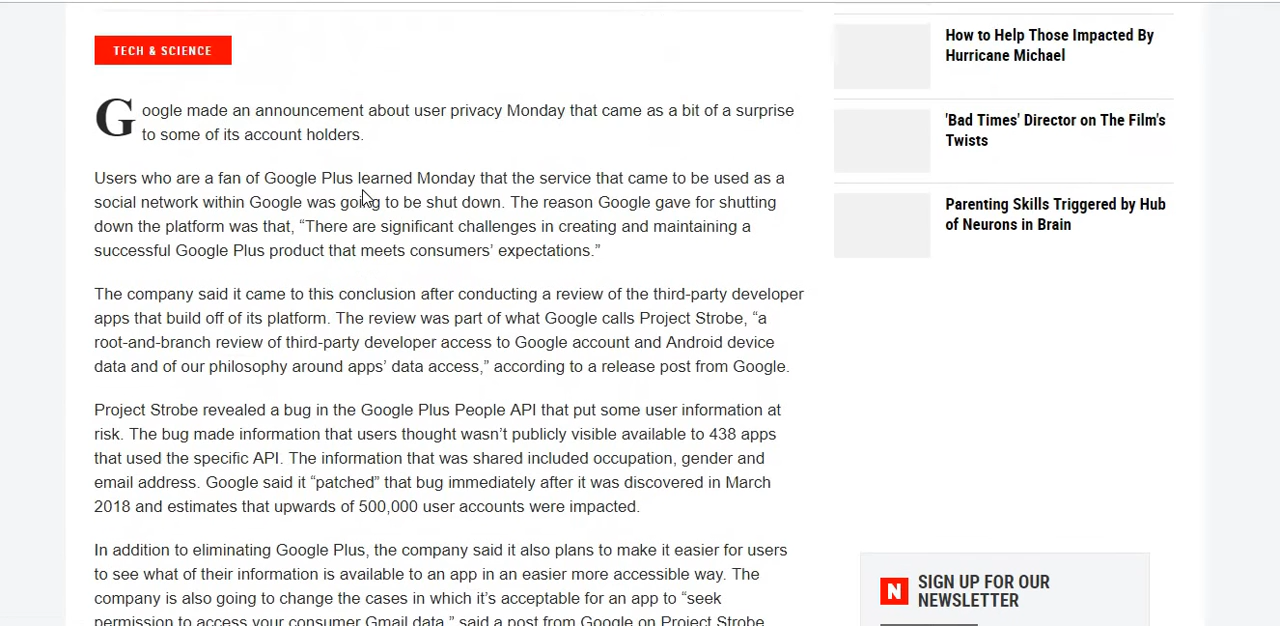 TECH & SCIENCE
Google made an announcement about user privacy Monday that came as a bit of a surprise
to some of its account holders.
Users who are a fan of Google Plus learned Monday that the service that came to be used as a
social network within Google was going to be shut down. The reason Google gave for shutting
down the platform was that, “There are significant challenges in creating and maintaining a
successful Google Plus product that meets consumers’ expectations.”
The company said it came to this conclusion after conducting a review of the third-party developer
apps that build off of its platform. The review was part of what Google calls Project Strobe, “a
root-and-branch review of third-party developer access to Google account and Android device
data and of our philosophy around apps’ data access,” according to a release post from Google.
Project Strobe revealed a bug in the Google Plus People API that put some user information at
risk. The bug made information that users thought wasn’t publicly visible available to 438 apps
that used the specific API. The information that was shared included occupation, gender and
email address. Google said it “patched” that bug immediately after it was discovered in March
2018 and estimates that upwards of 500,000 user accounts were impacted.
In addition to eliminating Google Plus, the company said it also plans to make it easier for users
to see what of their information is available to an app in an easier more accessible way. The
company is also going to change the cases in which it’s acceptable for an app to “seek
permission to access your consumer Gmail data,” said a post from Google on Project Strobe.
How to Help Those Impacted By
Hurricane Michael
'Bad Times' Director on The Film's
Twists
Parenting Skills Triggered by Hub
of Neurons in Brain
N
SIGN UP FOR OUR
NEWSLETTER